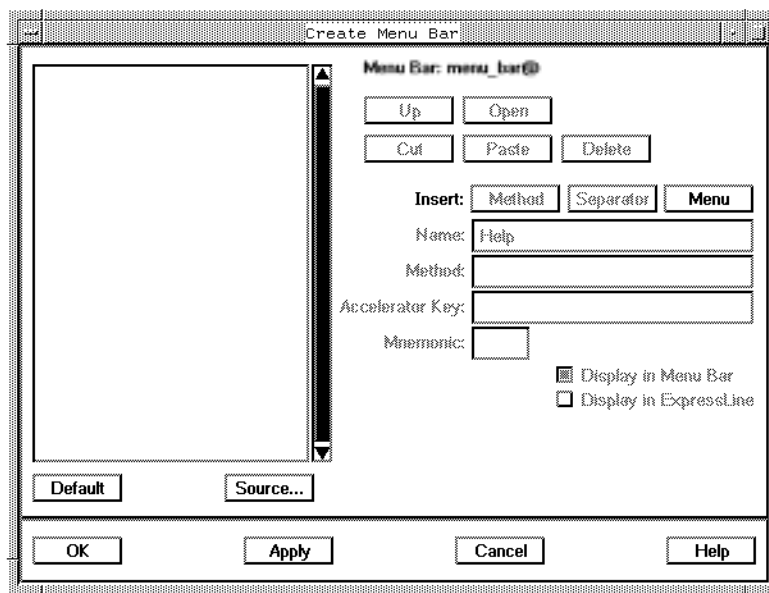 Create Menu Bar
Menu Bar: menu_bar@
Up Open
Cut Paste Delete
Insert: Method Separator Menu
Name: Help
Method:
Accelerator Key:
Mnemonic:
Display in Menu Bar
Display in ExpressLine
Default Source...
OK Apply Cancel Help